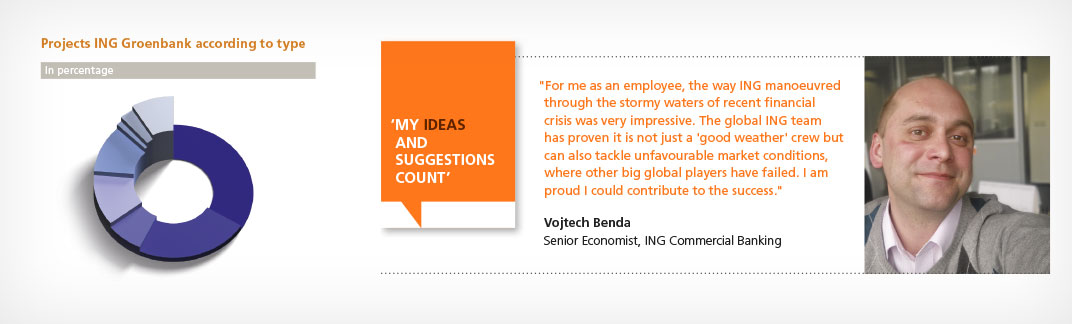 Projects ING Groenbank according to type
In percentage
‘MY IDEAS
AND
SUGGESTIONS
COUNT’
"For me as an employee, the way ING manoeuvred
through the stormy waters of recent financial
crisis was very impressive. The global ING team
has proven it is not just a 'good weather' crew but
can also tackle unfavourable market conditions,
where other big global players have failed. I am
proud I could contribute to the success."
Vojtech Benda
Senior Economist, ING Commercial Banking